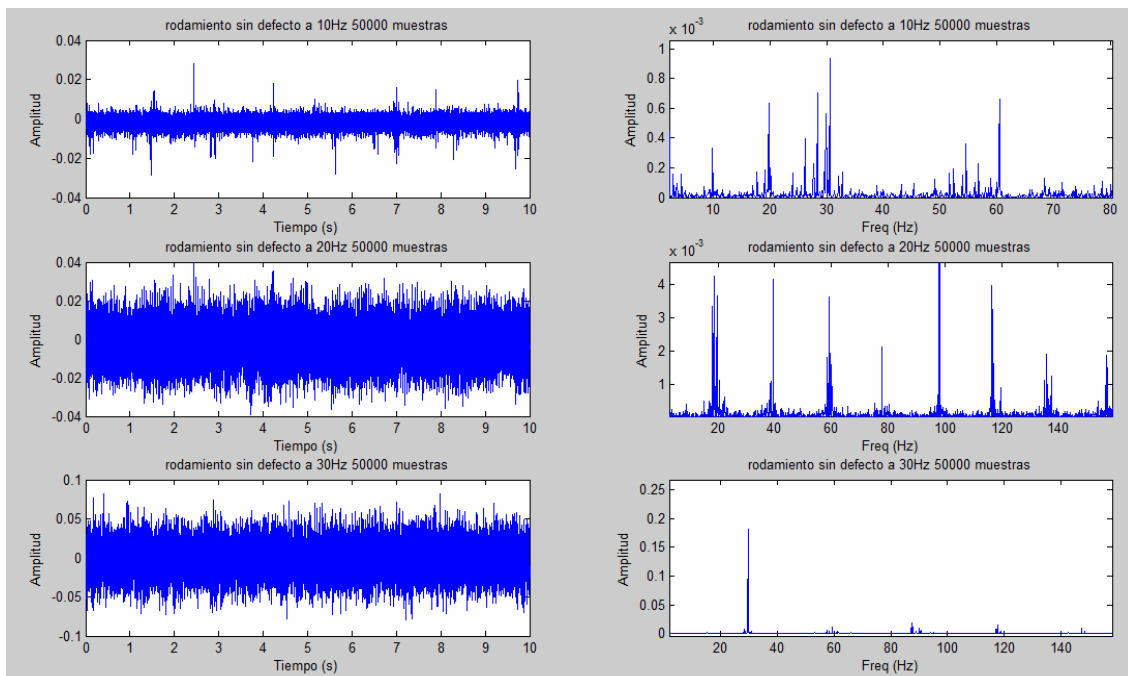 rodamiento sin defecto a 10Hz 50000 muestras
0.04
0.02
0
-0.02
-0.04
Amplitud
0 1 2 3 4 5 6 7 8 9 10
Tiempo (s)
rodamiento sin defecto a 10Hz 50000 muestras
x 10-3
1
0.8
0.6
0.4
0.2
0
Amplitud
10 20 30 40 50 60 70 80
Freq (Hz)
rodamiento sin defecto a 20Hz 50000 muestras
0.04
0.02
0
-0.02
-0.04
Amplitud
0 1 2 3 4 5 6 7 8 9 10
Tiempo (s)
rodamiento sin defecto a 20Hz 50000 muestras
x 10-3
4
3
2
1
Amplitud
20 40 60 80 100 120 140
Freq (Hz)
rodamiento sin defecto a 30Hz 50000 muestras
0.1
0.05
0
-0.05
-0.1
Amplitud
0 1 2 3 4 5 6 7 8 9 10
Tiempo (s)
rodamiento sin defecto a 30Hz 50000 muestras
0.25
0.2
0.15
0.1
0.05
0
Amplitud
20 40 60 80 100 120 140
Freq (Hz)